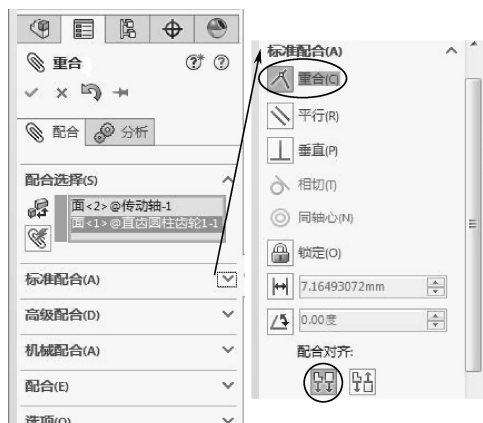 重合
配合
分析
配合选择(S)
面<2>@传动轴-1
面<1>@直齿圆柱齿轮1-1
标准配合(A)
高级配合(D)
机械配合(A)
配合(E)
选项(O)
标准配合(A)
重合(C)
平行(R)
垂直(P)
相切(T)
同轴心(N)
锁定(O)
7.16493072mm
0.00度
配合对齐: